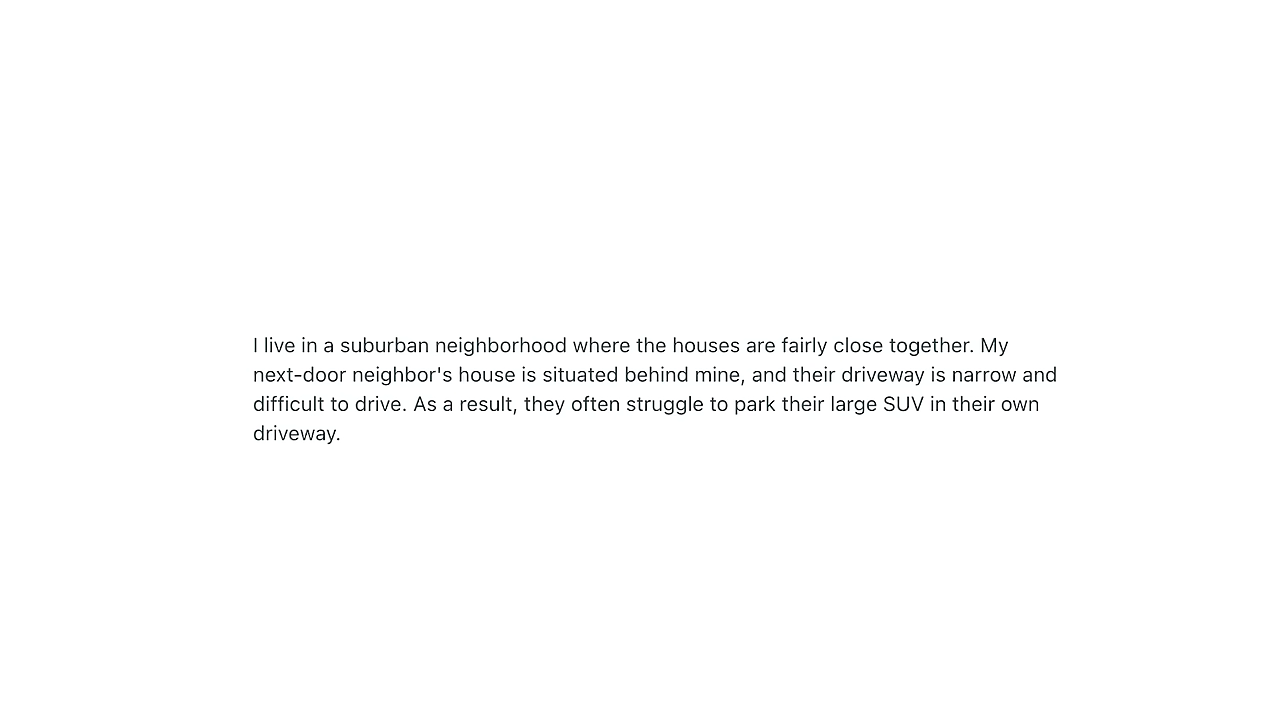 I live in a suburban neighborhood where the houses are fairly close together. My
next-door neighbor's house is situated behind mine, and their driveway is narrow and
difficult to drive. As a result, they often struggle to park their large SUV in their own
driveway.